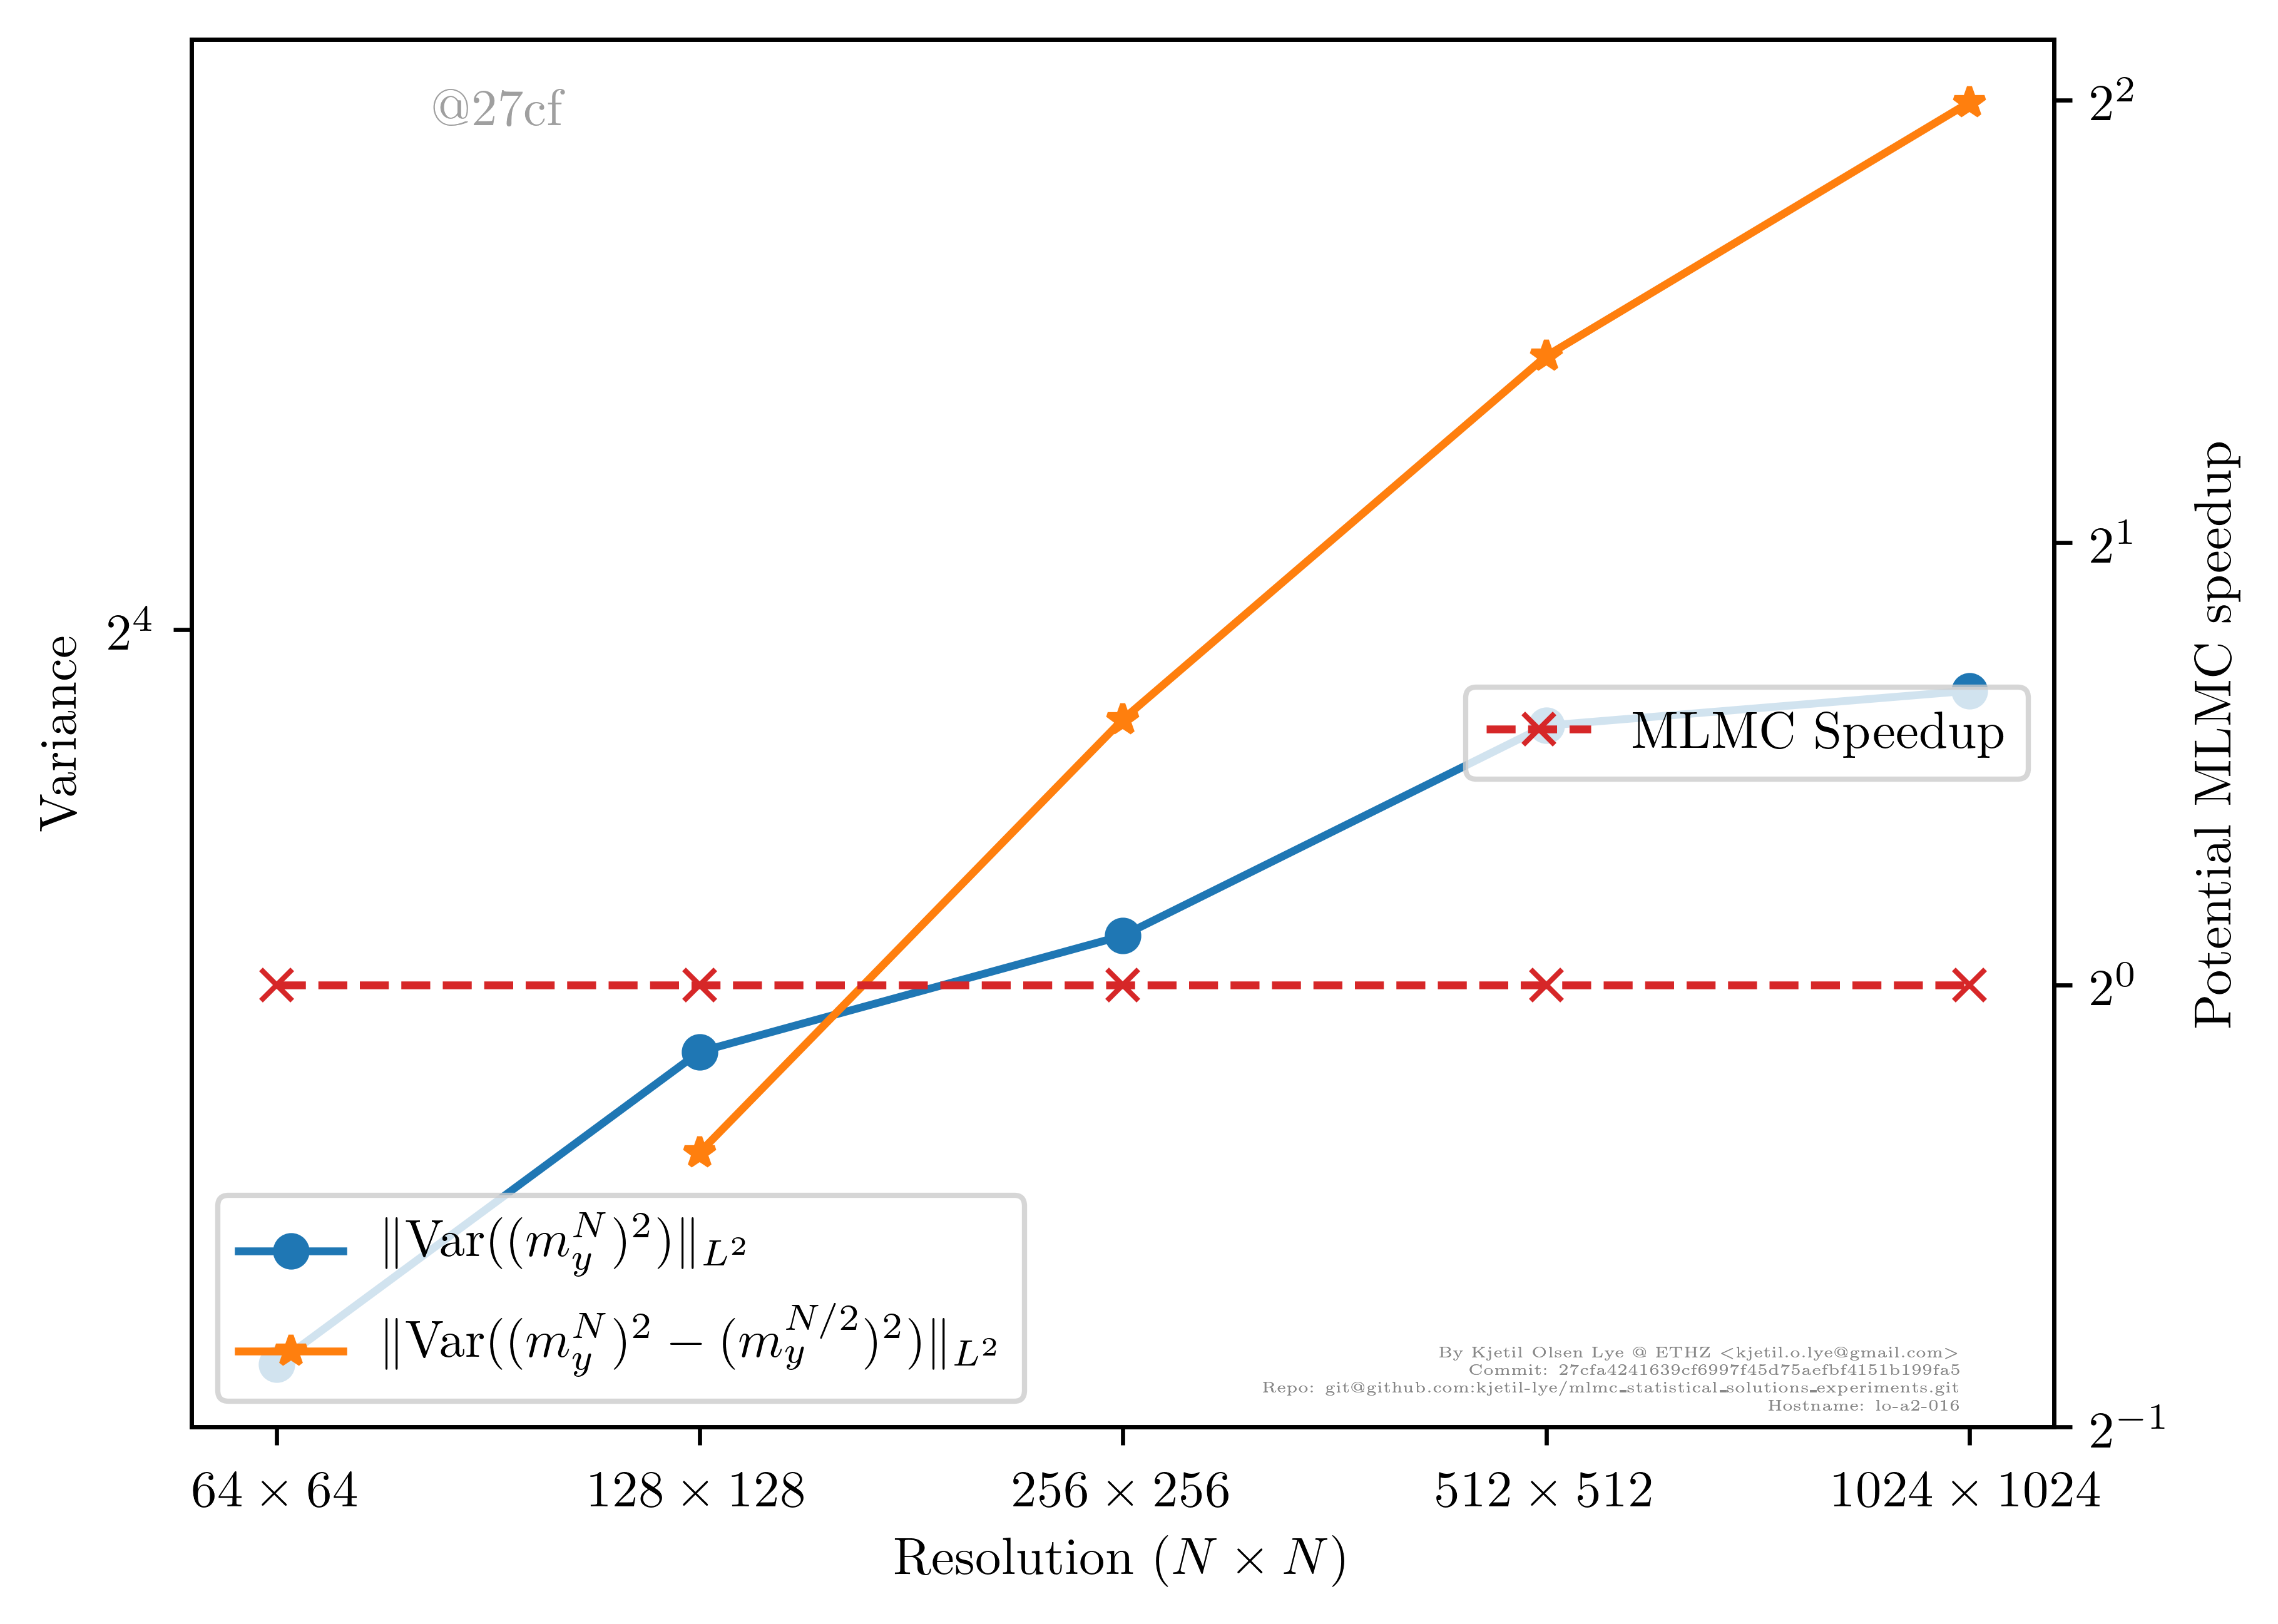 @27cf
2^4
Variance
2^2
2^1
2^0
2^{-1}
Potential MLMC speedup
MLMC Speedup
‖Var((m_y^N)^2)‖_{L^2}
‖Var((m_y^N)^2 − (m_y^{N/2})^2)‖_{L^2}
By Kjetil Olsen Lye @ ETHZ <kjetil.o.lye@gmail.com>
Commit: 27cfa4241639cf6997f45d75aefbf4151b199fa5
Repo: git@github.com:kjetil-lye/mlmc_statistical_solutions_experiments.git
Hostname: lo-a2-016
64 × 64 128 × 128 256 × 256 512 × 512 1024 × 1024
Resolution (N × N)